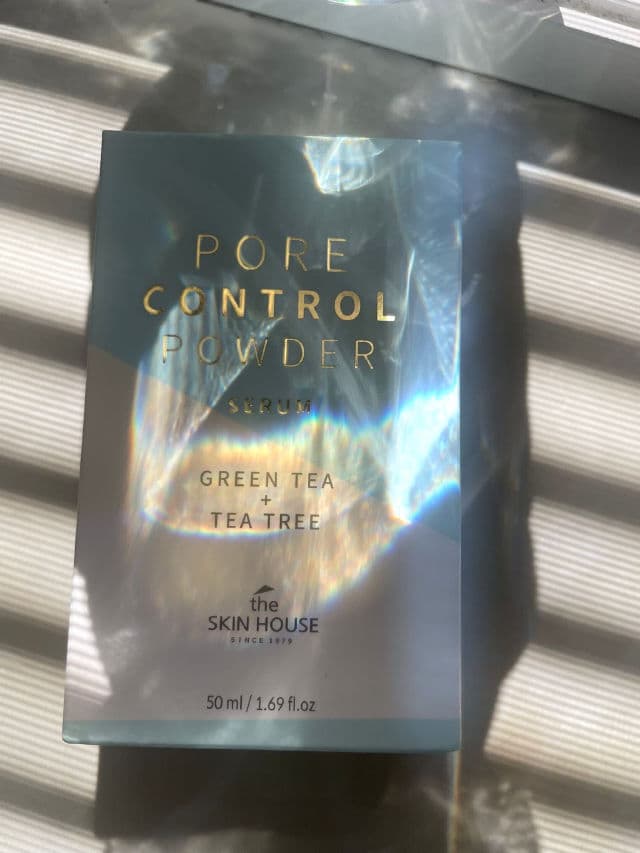 PORE
CONTROL
POWDER
SERUM
GREEN TEA
+
TEA TREE
the
SKIN HOUSE
SINCE 1979
50 ml / 1.69 fl.oz